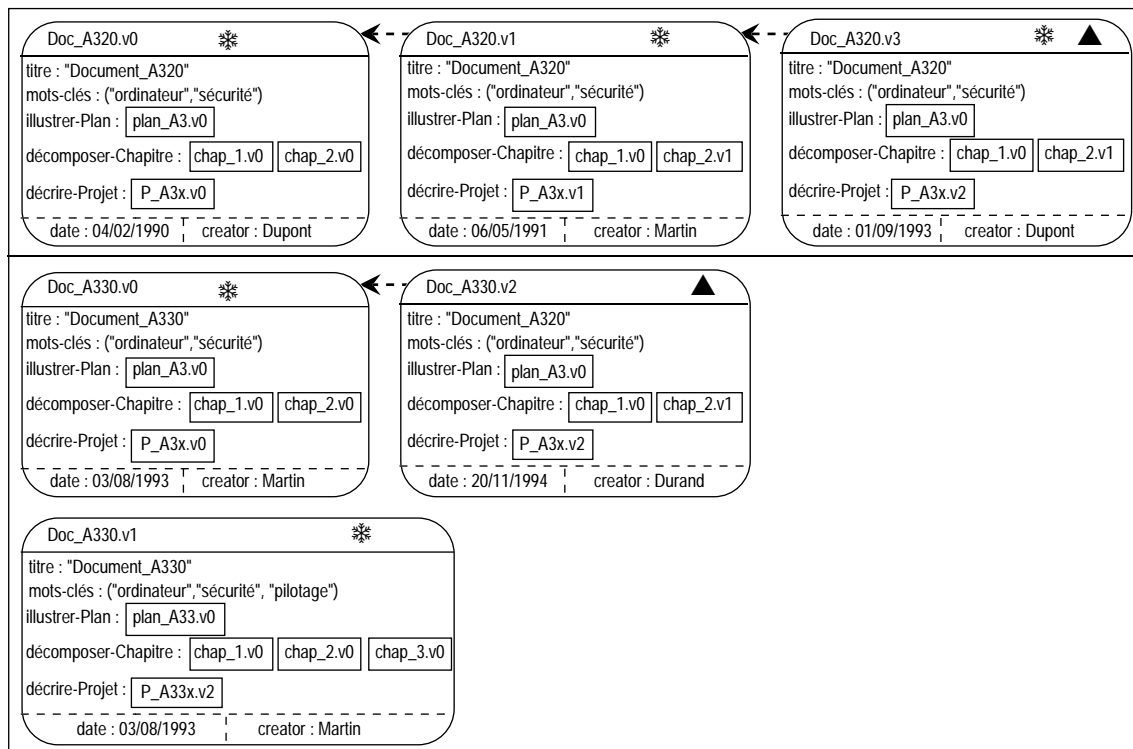 Doc_A320.v0
titre : "Document_A320"
mots-clés : ("ordinateur","sécurité")
illustrer-Plan : plan_A3.v0
décomposer-Chapitre : chap_1.v0 chap_2.v0
décrire-Projet : P_A3x.v0
date : 04/02/1990 creator : Dupont
Doc_A320.v1
titre : "Document_A320"
mots-clés : ("ordinateur","sécurité")
illustrer-Plan : plan_A3.v0
décomposer-Chapitre : chap_1.v0 chap_2.v1
décrire-Projet : P_A3x.v1
date : 06/05/1991 creator : Martin
Doc_A320.v3
titre : "Document_A320"
mots-clés : ("ordinateur","sécurité")
illustrer-Plan : plan_A3.v0
décomposer-Chapitre : chap_1.v0 chap_2.v1
décrire-Projet : P_A3x.v2
date : 01/09/1993 creator : Dupont
Doc_A330.v0
titre : "Document_A330"
mots-clés : ("ordinateur","sécurité")
illustrer-Plan : plan_A3.v0
décomposer-Chapitre : chap_1.v0 chap_2.v0
décrire-Projet : P_A3x.v0
date : 03/08/1993 creator : Martin
Doc_A330.v2
titre : "Document_A320"
mots-clés : ("ordinateur","sécurité")
illustrer-Plan : plan_A3.v0
décomposer-Chapitre : chap_1.v0 chap_2.v1
décrire-Projet : P_A3x.v2
date : 20/11/1994 creator : Durand
Doc_A330.v1
titre : "Document_A330"
mots-clés : ("ordinateur","sécurité", "pilotage")
illustrer-Plan : plan_A33.v0
décomposer-Chapitre : chap_1.v0 chap_2.v0 chap_3.v0
décrire-Projet : P_A33x.v2
date : 03/08/1993 creator : Martin